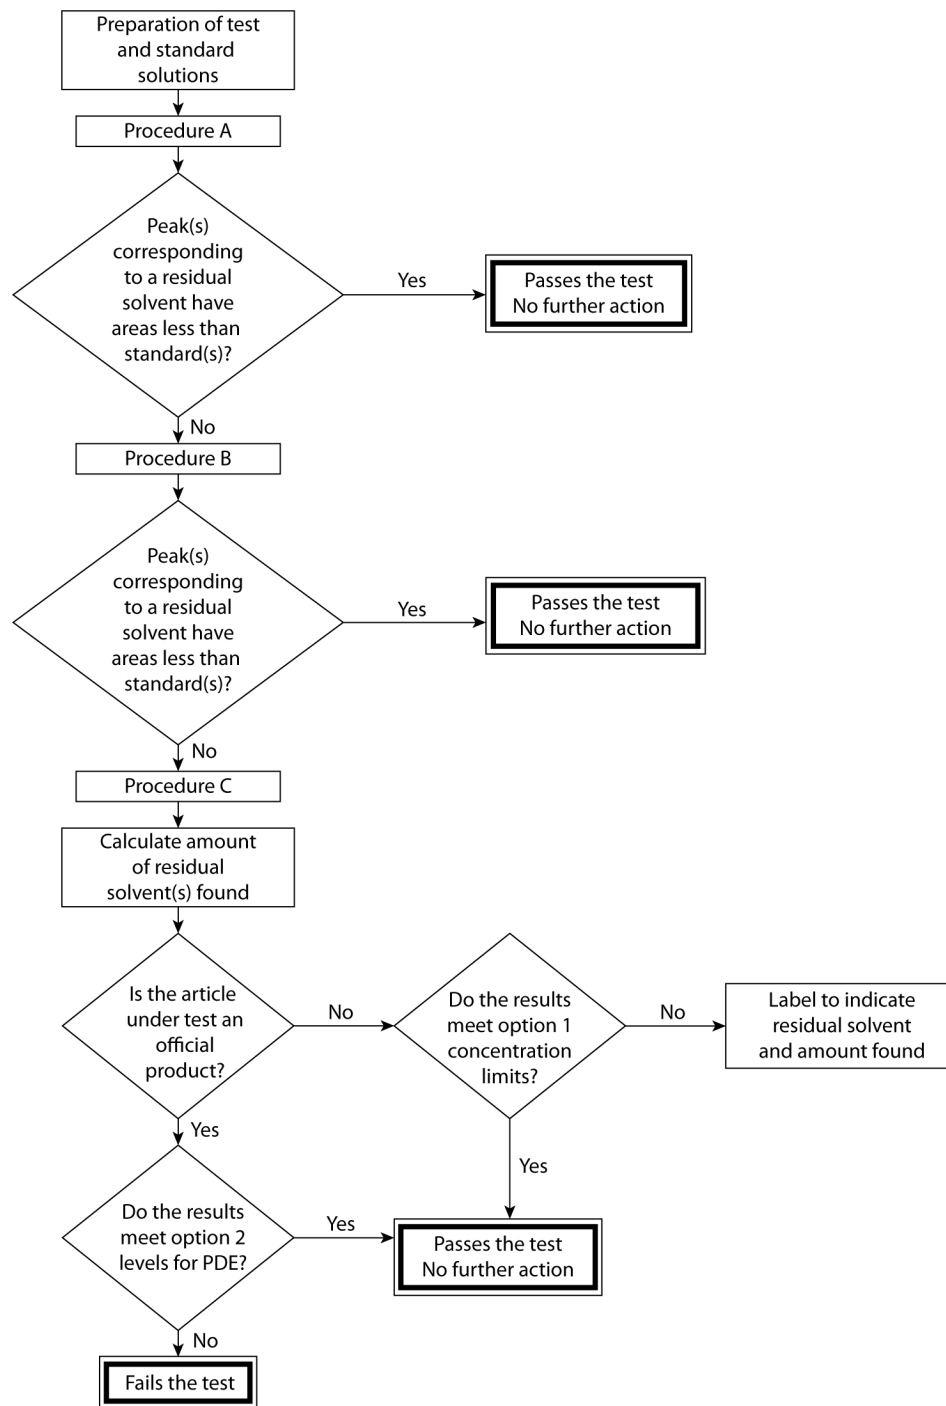 Preparation of test
and standard
solutions
Procedure A
Peak(s)
corresponding
to a residual
solvent have
areas less than
standard(s)?
Yes
Passes the test
No further action
No
Procedure B
Peak(s)
corresponding
to a residual
solvent have
areas less than
standard(s)?
Yes
Passes the test
No further action
No
Procedure C
Calculate amount
of residual
solvent(s) found
Is the article
under test an
official
product?
No
Do the results
meet option 1
concentration
limits?
No
Label to indicate
residual solvent
and amount found
Yes
Yes
Do the results
meet option 2
levels for PDE?
Yes
Passes the test
No further action
No
Fails the test